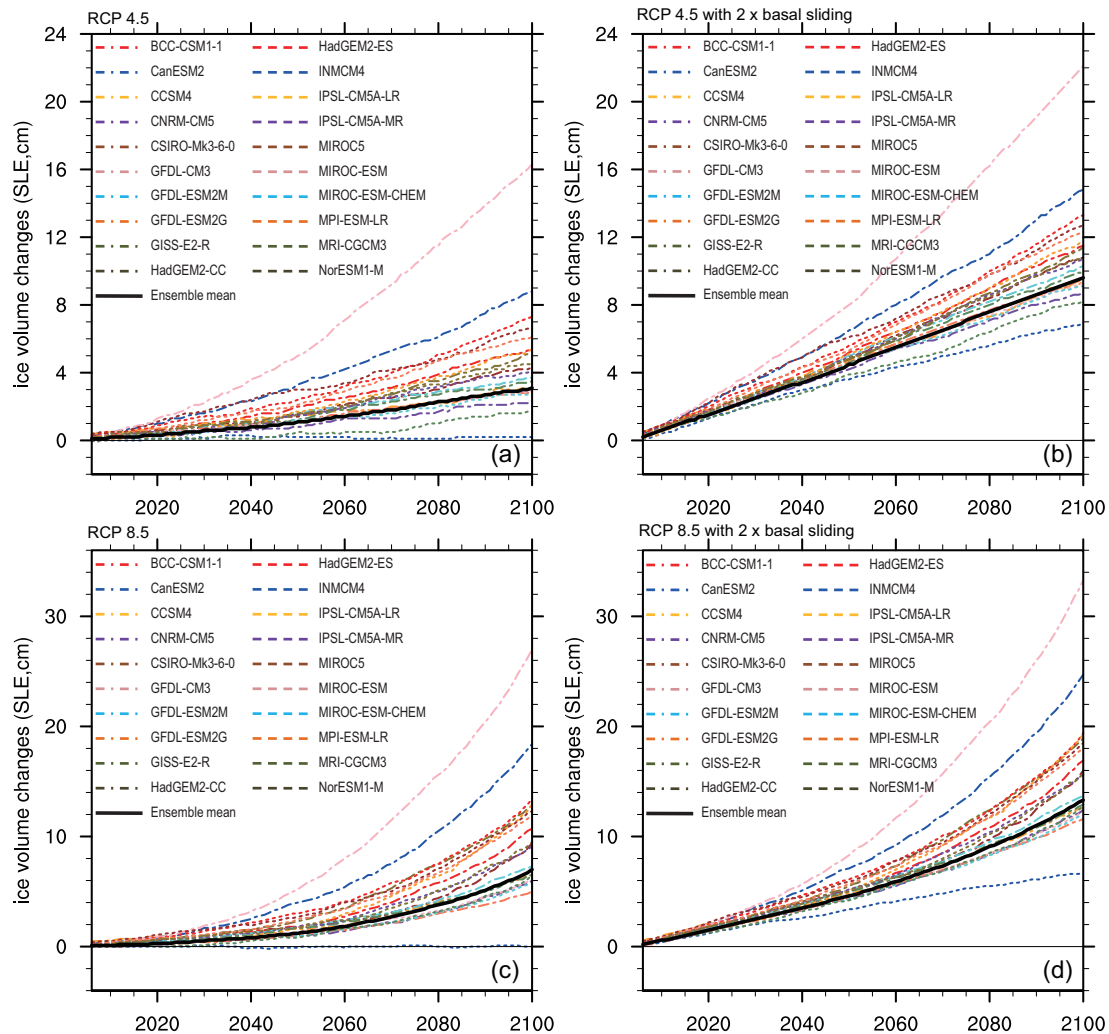 RCP 4.5
24
20
16
12
8
4
0
ice volume changes (SLE,cm)
BCC-CSM1-1 HadGEM2-ES
CanESM2 INMCM4
CCSM4 IPSL-CM5A-LR
CNRM-CM5 IPSL-CM5A-MR
CSIRO-Mk3-6-0 MIROC5
GFDL-CM3 MIROC-ESM
GFDL-ESM2M MIROC-ESM-CHEM
GFDL-ESM2G MPI-ESM-LR
GISS-E2-R MRI-CGCM3
HadGEM2-CC NorESM1-M
Ensemble mean
(a)
2020 2040 2060 2080 2100
RCP 4.5 with 2 x basal sliding
24
20
16
12
8
4
0
ice volume changes (SLE,cm)
BCC-CSM1-1 HadGEM2-ES
CanESM2 INMCM4
CCSM4 IPSL-CM5A-LR
CNRM-CM5 IPSL-CM5A-MR
CSIRO-Mk3-6-0 MIROC5
GFDL-CM3 MIROC-ESM
GFDL-ESM2M MIROC-ESM-CHEM
GFDL-ESM2G MPI-ESM-LR
GISS-E2-R MRI-CGCM3
HadGEM2-CC NorESM1-M
Ensemble mean
(b)
2020 2040 2060 2080 2100
RCP 8.5
30
20
10
0
ice volume changes (SLE,cm)
BCC-CSM1-1 HadGEM2-ES
CanESM2 INMCM4
CCSM4 IPSL-CM5A-LR
CNRM-CM5 IPSL-CM5A-MR
CSIRO-Mk3-6-0 MIROC5
GFDL-CM3 MIROC-ESM
GFDL-ESM2M MIROC-ESM-CHEM
GFDL-ESM2G MPI-ESM-LR
GISS-E2-R MRI-CGCM3
HadGEM2-CC NorESM1-M
Ensemble mean
(c)
2020 2040 2060 2080 2100
RCP 8.5 with 2 x basal sliding
30
20
10
0
ice volume changes (SLE,cm)
BCC-CSM1-1 HadGEM2-ES
CanESM2 INMCM4
CCSM4 IPSL-CM5A-LR
CNRM-CM5 IPSL-CM5A-MR
CSIRO-Mk3-6-0 MIROC5
GFDL-CM3 MIROC-ESM
GFDL-ESM2M MIROC-ESM-CHEM
GFDL-ESM2G MPI-ESM-LR
GISS-E2-R MRI-CGCM3
HadGEM2-CC NorESM1-M
Ensemble mean
(d)
2020 2040 2060 2080 2100